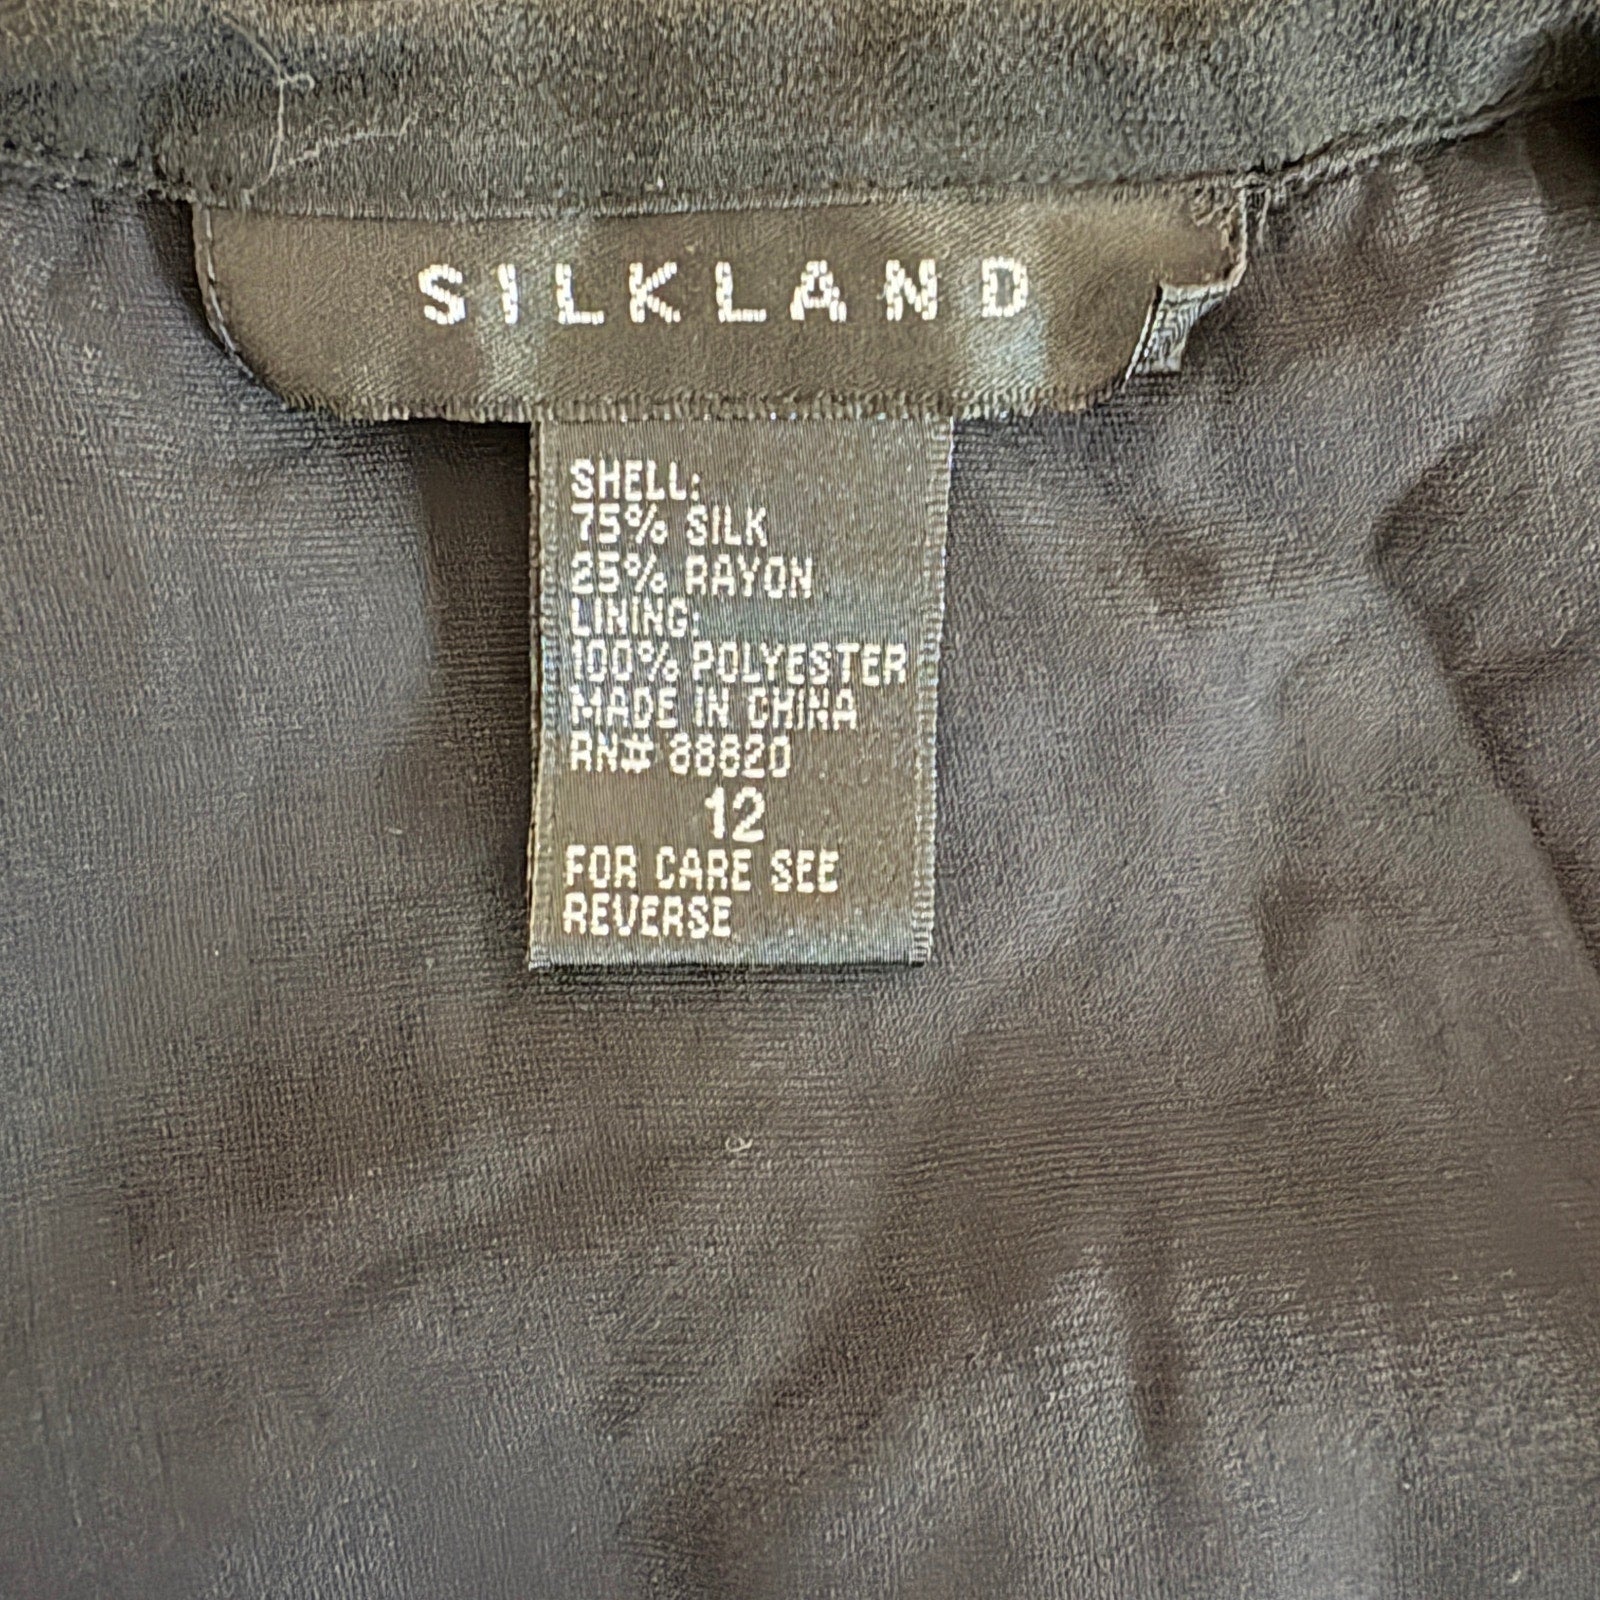 SILKLAND
SHELL:
75% SILK
25% RAYON
LINING:
100% POLYESTER
MADE IN CHINA
RN# 88820
12
FOR CARE SEE
REVERSE